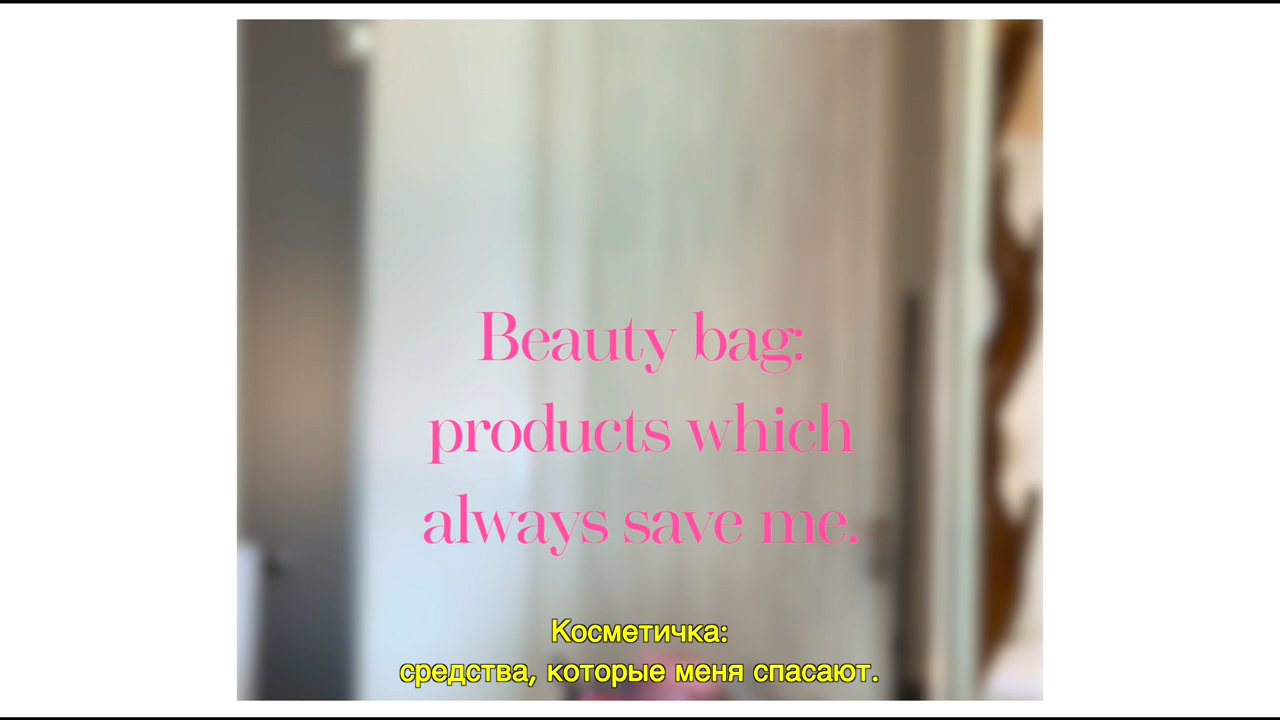 Beauty bag:
products which
always save me.
Косметичка:
средства, которые меня спасают.